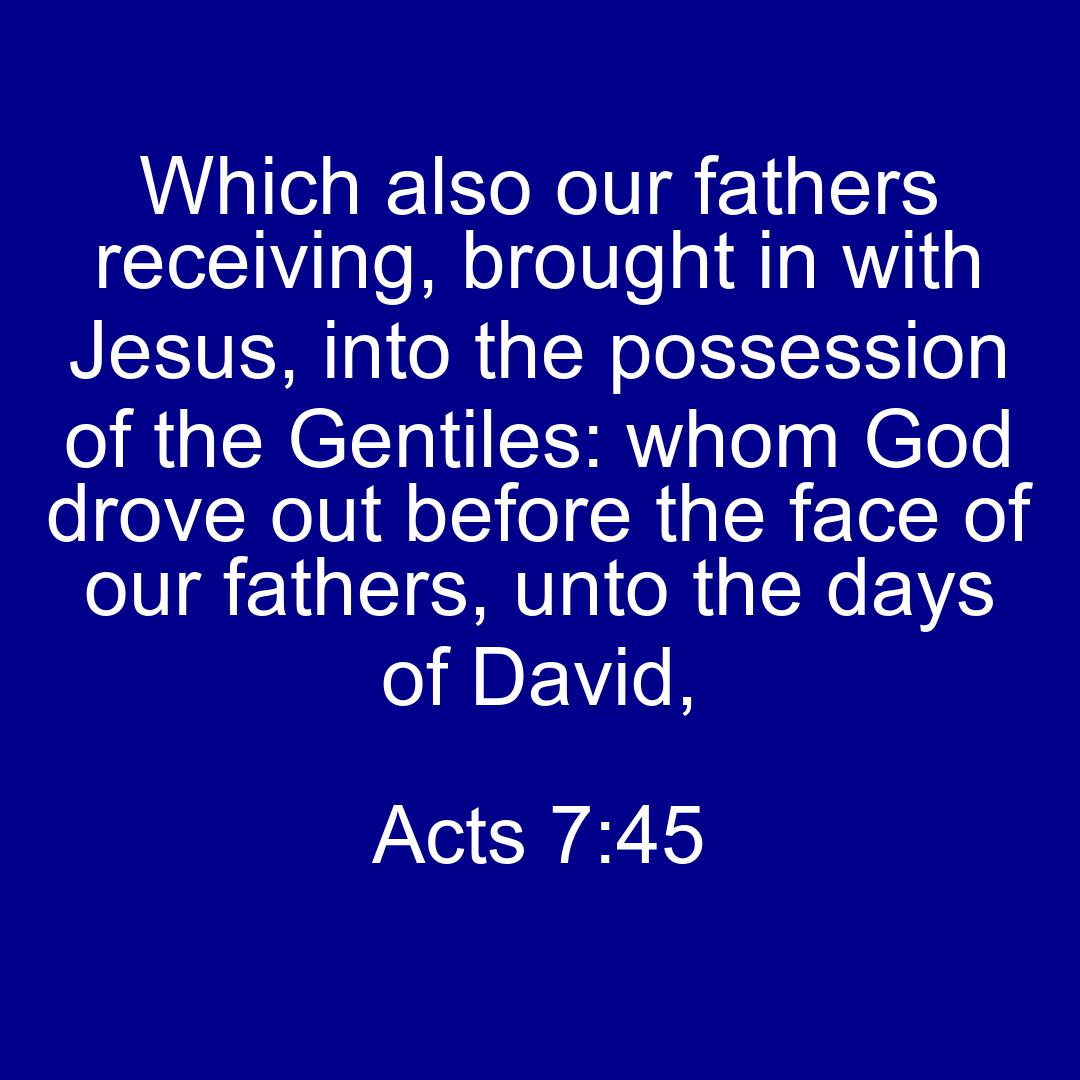 Which also our fathers
receiving, brought in with
Jesus, into the possession
of the Gentiles: whom God
drove out before the face of
our fathers, unto the days
of David,
Acts 7:45